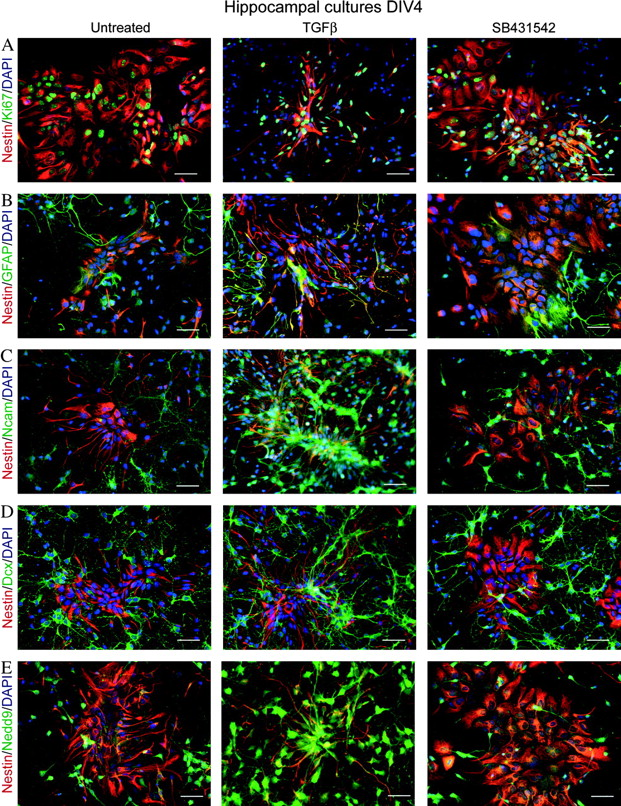 Hippocampal cultures DIV4
Untreated TGFβ SB431542
A
Nestin/Ki67/DAPI
B
Nestin/GFAP/DAPI
C
Nestin/Ncam/DAPI
D
Nestin/Dcx/DAPI
E
Nestin/Nedd9/DAPI